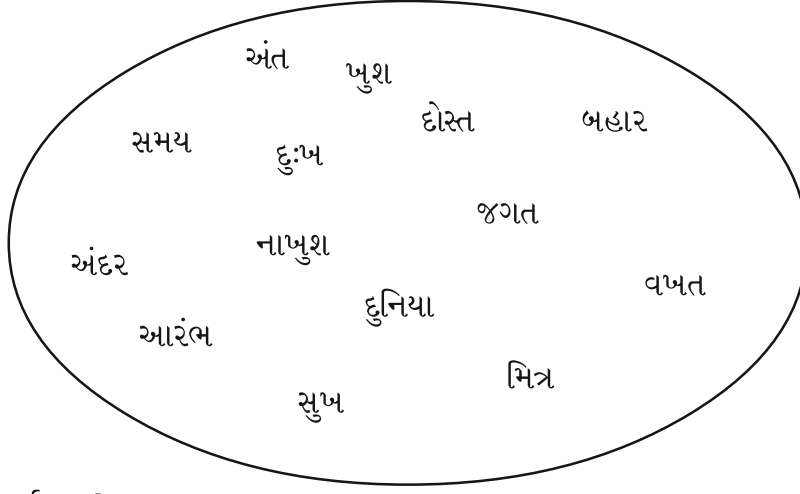 અંત
ખુશ
દોસ્ત
બહાર
સમય
દુઃખ
જગત
નાખુશ
અંદર
વખત
દુનિયા
આરંભ
મિત્ર
સુખ